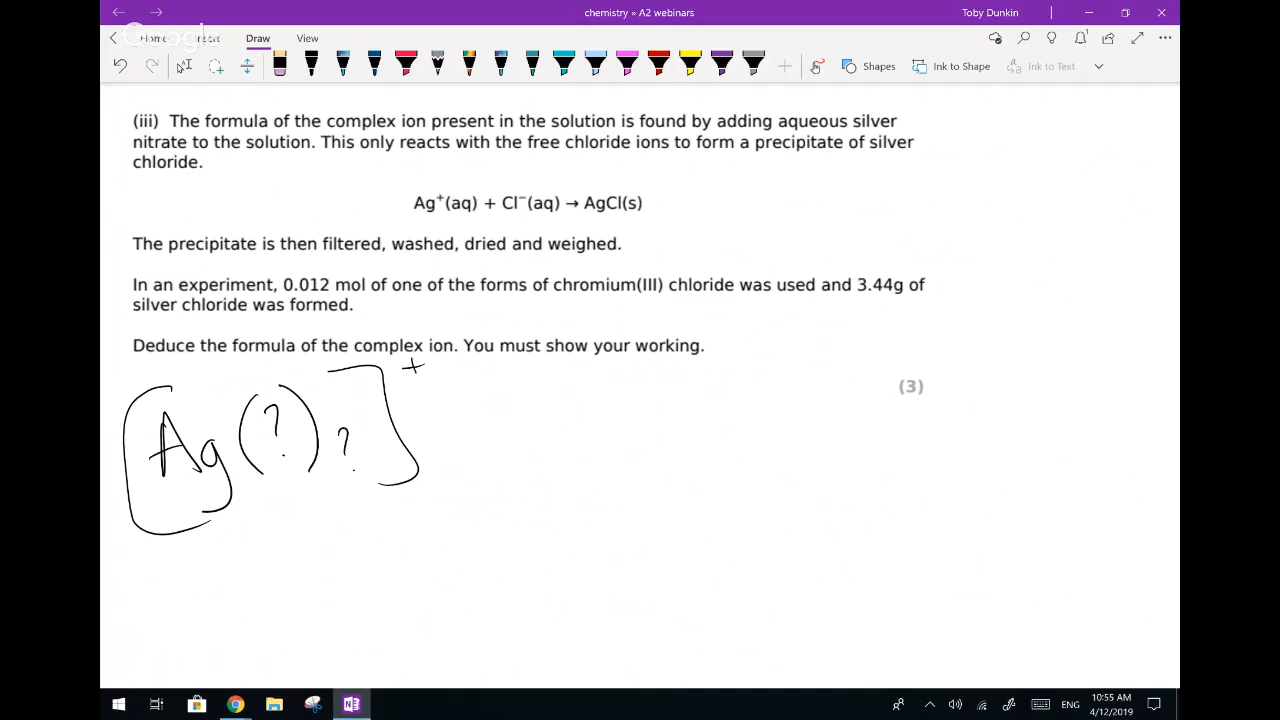 chemistry » A2 webinars
Toby Dunkin
Google
Home Insert Draw View
Shapes Ink to Shape Ink to Text
(iii) The formula of the complex ion present in the solution is found by adding aqueous silver
nitrate to the solution. This only reacts with the free chloride ions to form a precipitate of silver
chloride.
Ag⁺(aq) + Cl⁻(aq) → AgCl(s)
The precipitate is then filtered, washed, dried and weighed.
In an experiment, 0.012 mol of one of the forms of chromium(III) chloride was used and 3.44g of
silver chloride was formed.
Deduce the formula of the complex ion. You must show your working.
(3)
[Ag(?)?]⁺
ENG
10:55 AM
4/12/2019